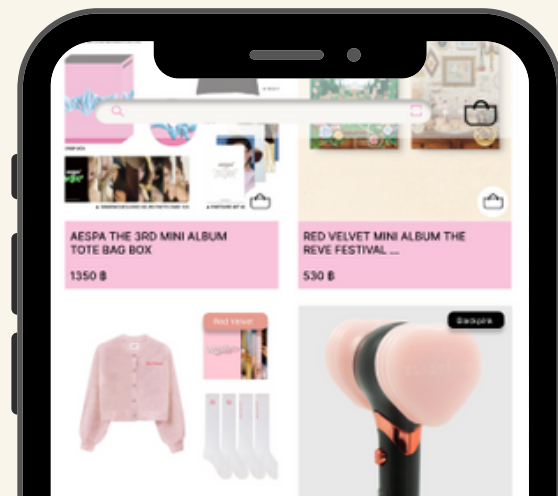 AESPA THE 3RD MINI ALBUM
TOTE BAG BOX
1350 ฿
RED VELVET MINI ALBUM THE
REVE FESTIVAL ...
530 ฿
Red Velvet
Blackpink